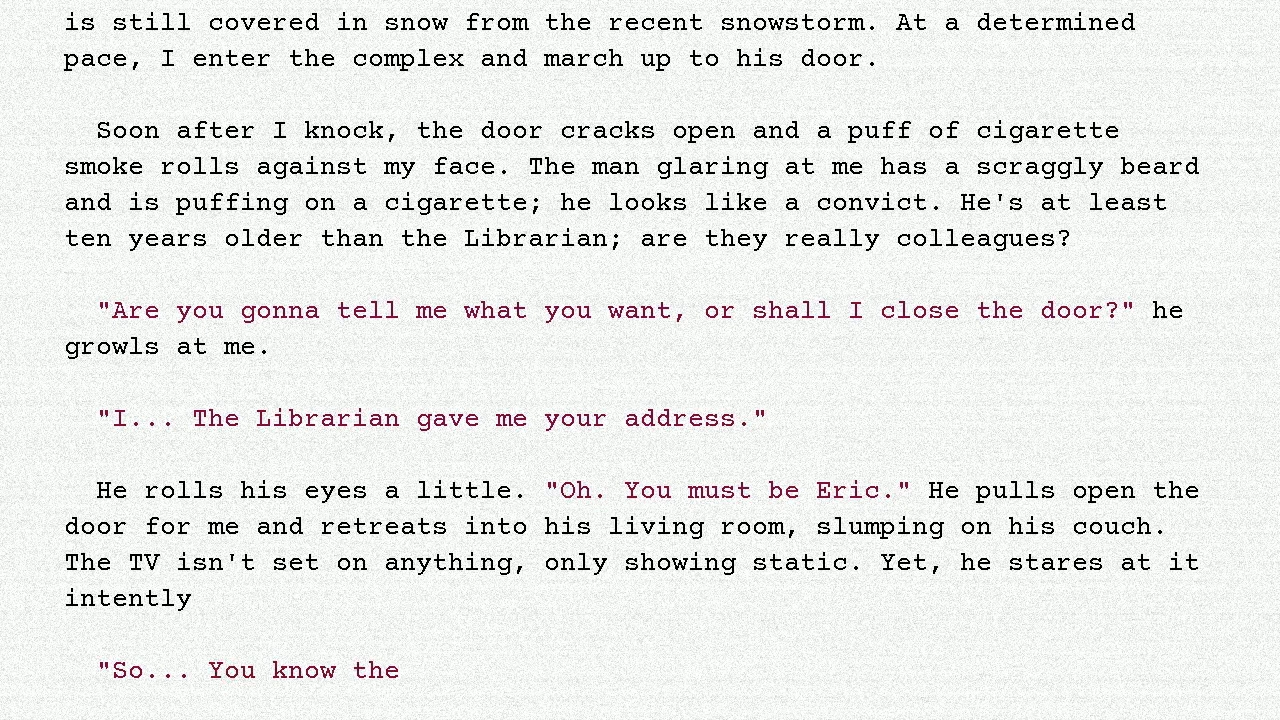 is still covered in snow from the recent snowstorm. At a determined
pace, I enter the complex and march up to his door.
Soon after I knock, the door cracks open and a puff of cigarette
smoke rolls against my face. The man glaring at me has a scraggly beard
and is puffing on a cigarette; he looks like a convict. He's at least
ten years older than the Librarian; are they really colleagues?
"Are you gonna tell me what you want, or shall I close the door?" he
growls at me.
"I... The Librarian gave me your address."
He rolls his eyes a little. "Oh. You must be Eric." He pulls open the
door for me and retreats into his living room, slumping on his couch.
The TV isn't set on anything, only showing static. Yet, he stares at it
intently
"So... You know the